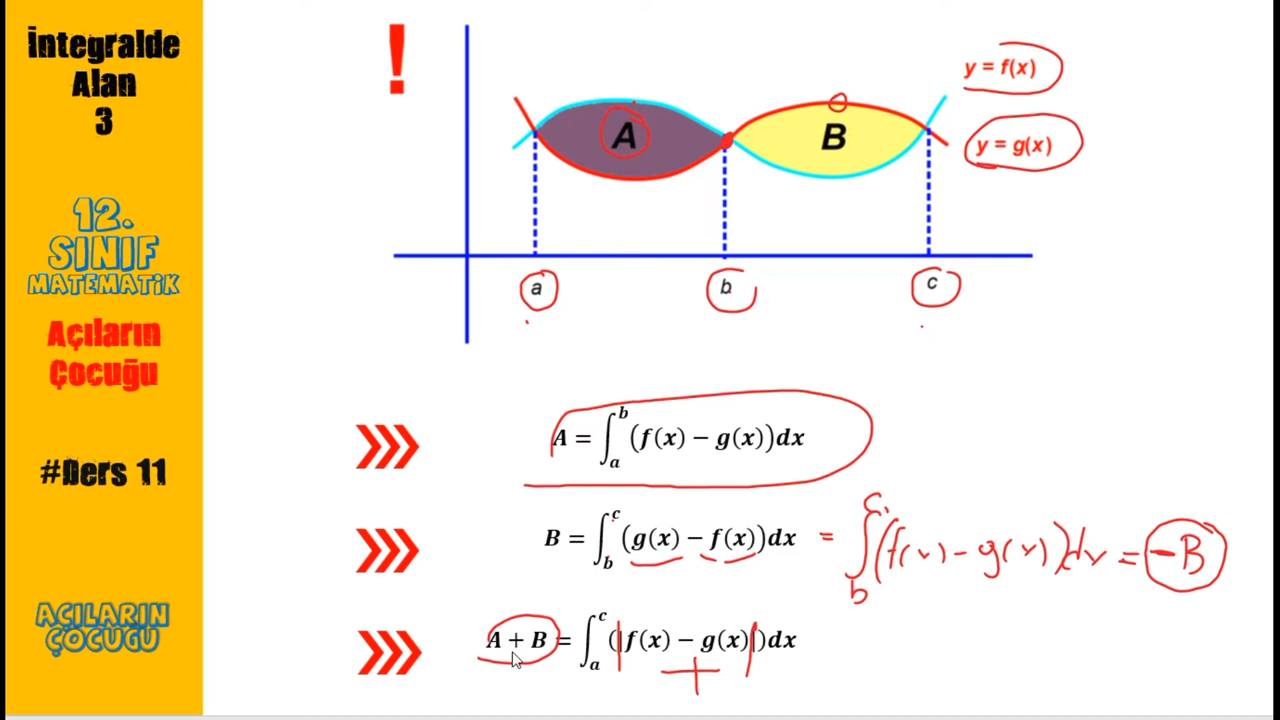 İntegralde
Alan
3
12.
SINIF
MATEMATİK
Açıların
Çocuğu
#Ders 11
AÇILARIN
ÇOCUĞU
!
y = f(x)
y = g(x)
A
B
a
b
c
A = ∫_a^b (f(x) − g(x))dx
B = ∫_b^c (g(x) − f(x))dx = ∫_b^c (f(x) − g(x))dx = −B
A + B = ∫_a^c (|f(x) − g(x)|)dx
+